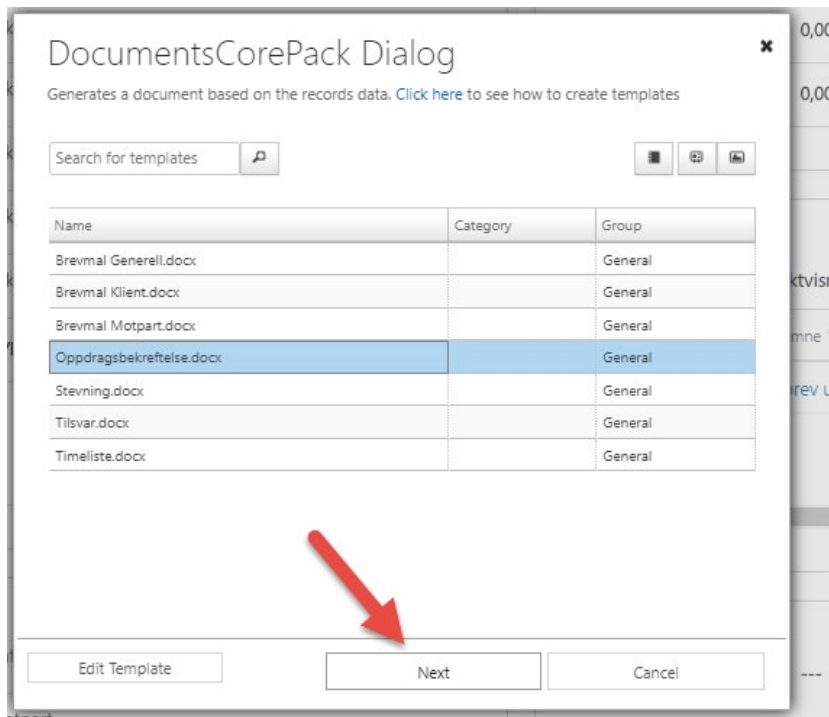 DocumentsCorePack Dialog
Generates a document based on the records data. Click here to see how to create templates
Search for templates
Name Category Group
Brevmal Generell.docx General
Brevmal Klient.docx General
Brevmal Motpart.docx General
Oppdragsbekreftelse.docx General
Stevning.docx General
Tilsvar.docx General
Timeliste.docx General
Edit Template Next Cancel
0,00
0,00
mne
---